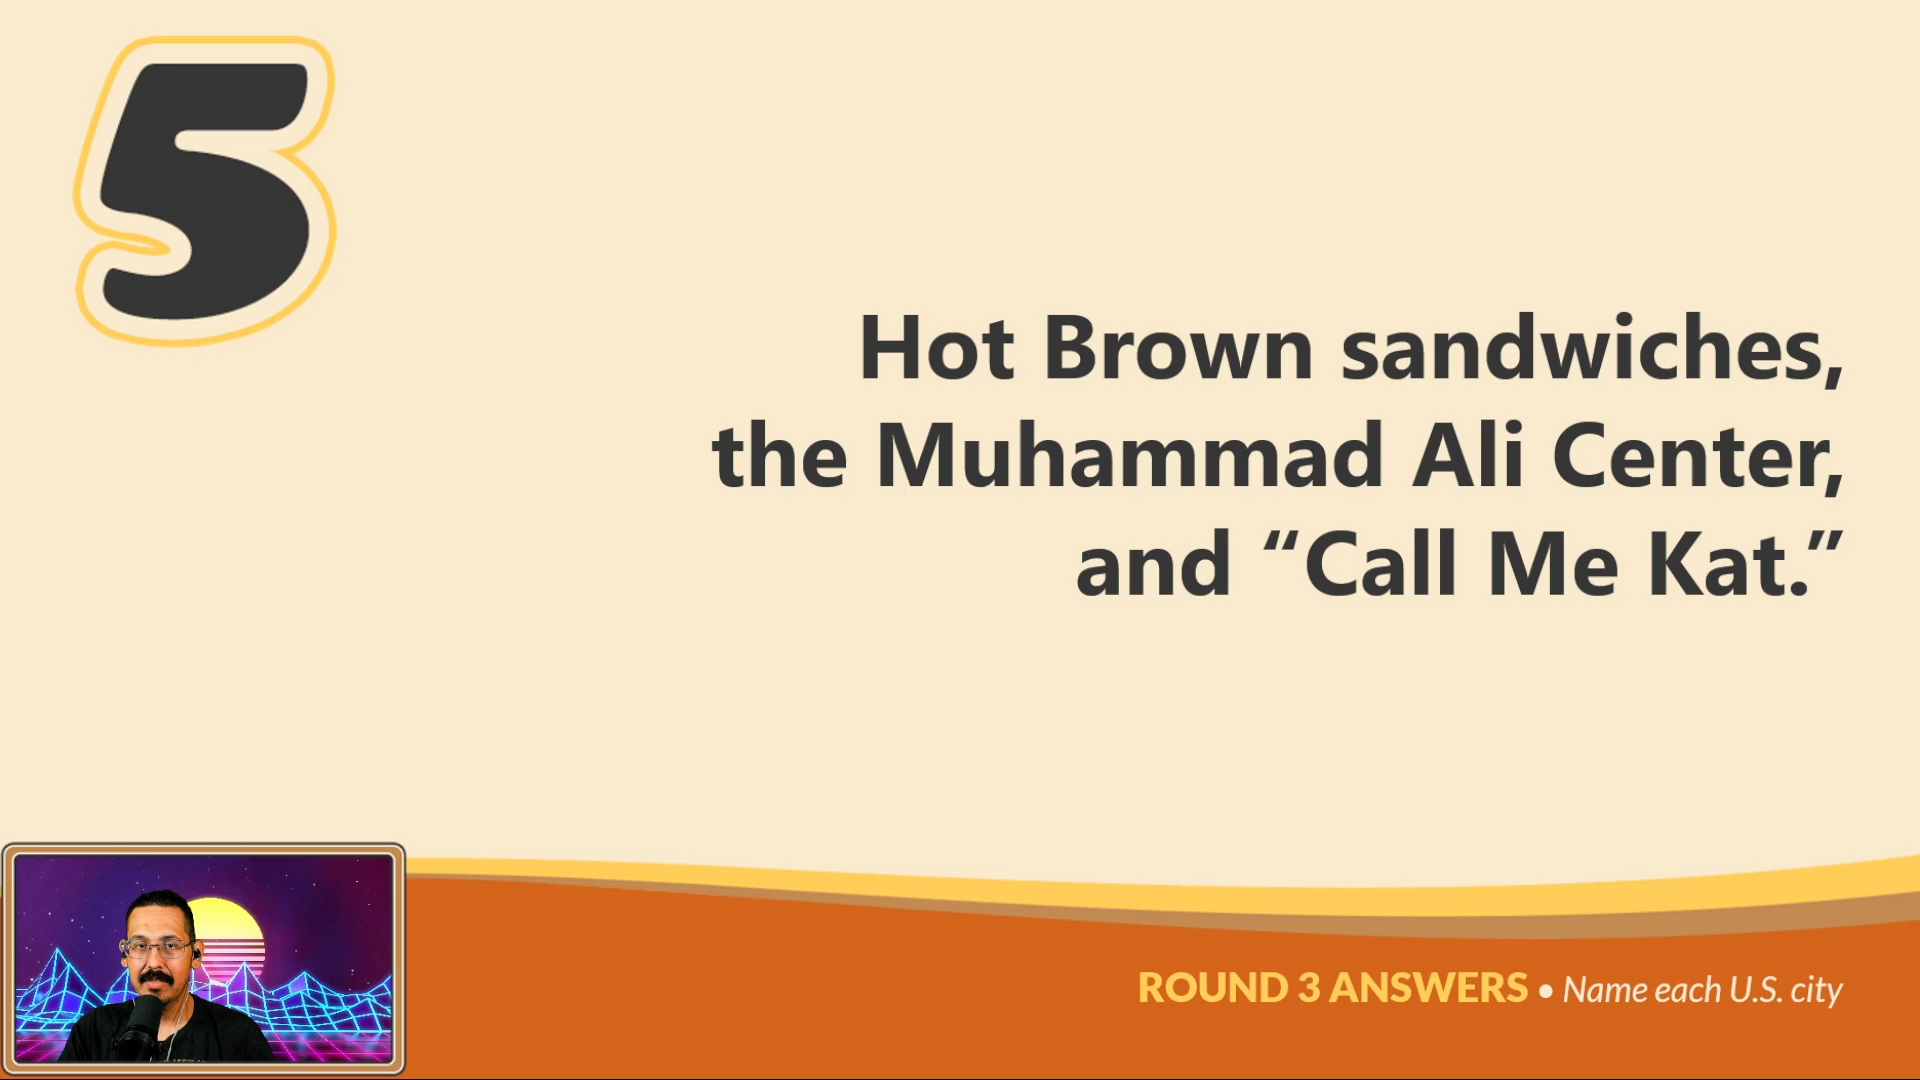 5
Hot Brown sandwiches,
the Muhammad Ali Center,
and “Call Me Kat.”
ROUND 3 ANSWERS • Name each U.S. city